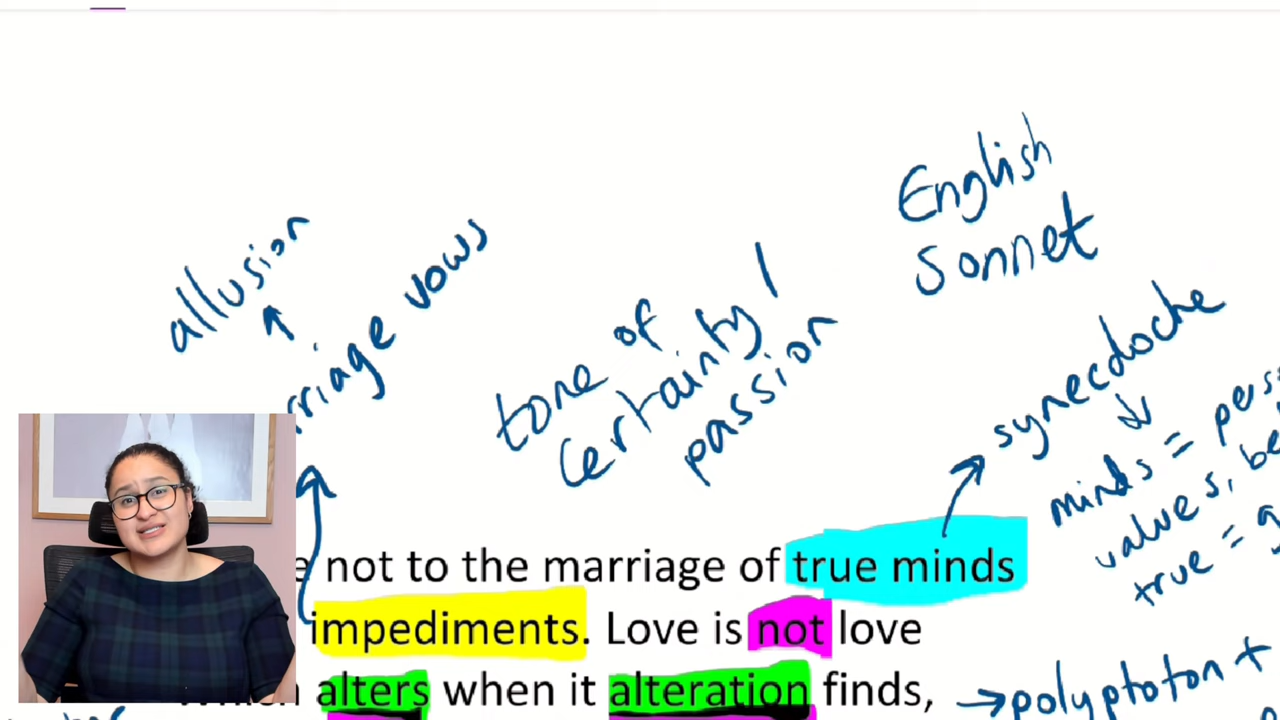 English
Sonnet
allusion
rriage vows
tone of
certainty /
passion
synecdoche
minds = pers
values, be
true =
e not to the marriage of true minds
impediments. Love is not love
alters when it alteration finds,
→polyptoton +